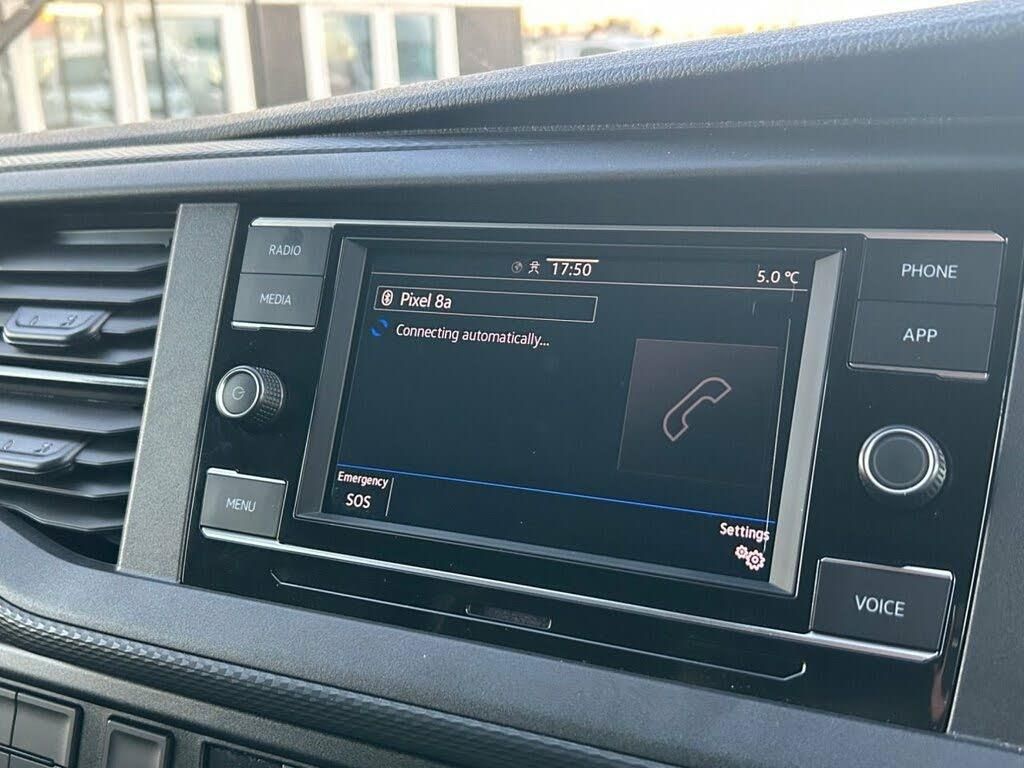 RADIO
MEDIA
MENU
17:50
5.0 °C
Pixel 8a
Connecting automatically...
Emergency
SOS
Settings
PHONE
APP
VOICE